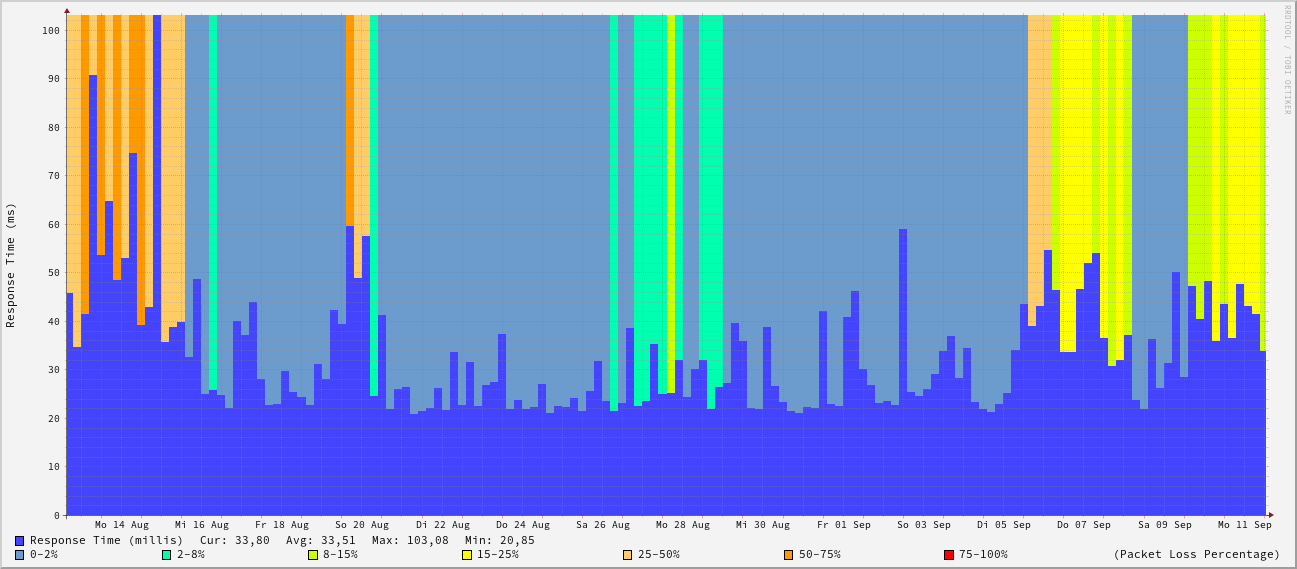 RRDTOOL / TOBI OETIKER
Response Time (ms)
100
90
80
70
60
50
40
30
20
10
0
Mo 14 Aug Mi 16 Aug Fr 18 Aug So 20 Aug Di 22 Aug Do 24 Aug Sa 26 Aug Mo 28 Aug Mi 30 Aug Fr 01 Sep So 03 Sep Di 05 Sep Do 07 Sep Sa 09 Sep Mo 11 Sep
Response Time (millis) Cur: 33,80 Avg: 33,51 Max: 103,08 Min: 20,85
0-2% 2-8% 8-15% 15-25% 25-50% 50-75% 75-100% (Packet Loss Percentage)